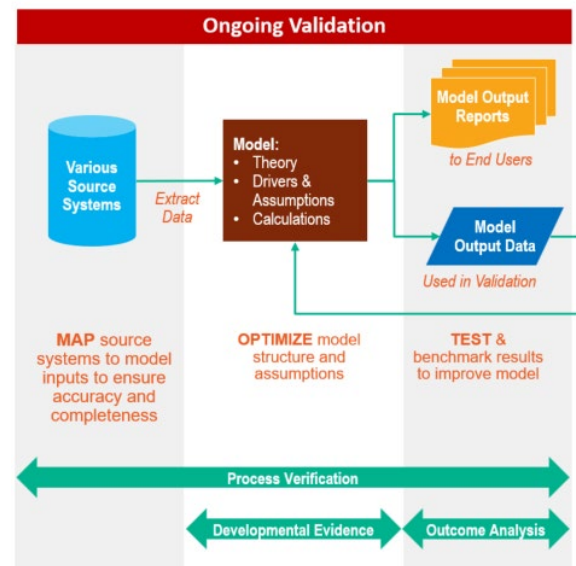 Ongoing Validation
Various
Source
Systems
Extract
Data
Model:
• Theory
• Drivers &
Assumptions
• Calculations
Model Output
Reports
to End Users
Model
Output Data
Used in Validation
MAP source
systems to model
inputs to ensure
accuracy and
completeness
OPTIMIZE model
structure and
assumptions
TEST &
benchmark results
to improve model
Process Verification
Developmental Evidence
Outcome Analysis